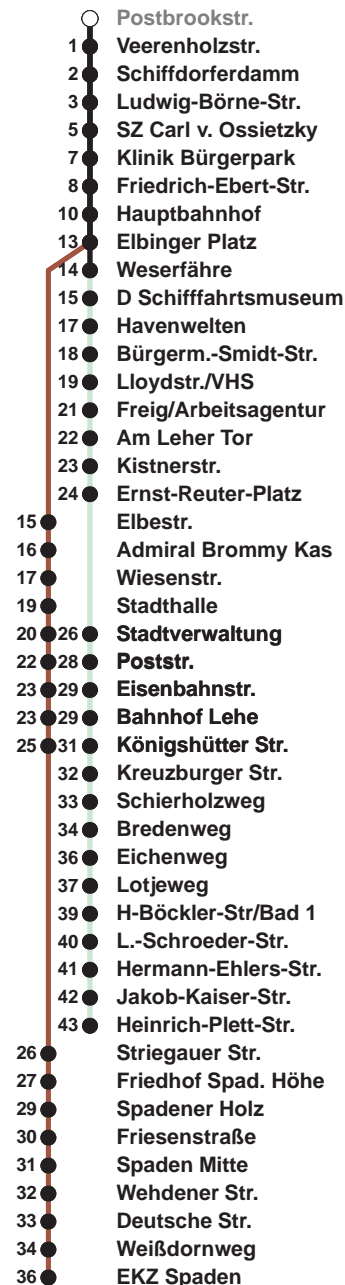 Postbrookstr.
1 Veerenholzstr.
2 Schiffdorferdamm
3 Ludwig-Börne-Str.
5 SZ Carl v. Ossietzky
7 Klinik Bürgerpark
8 Friedrich-Ebert-Str.
10 Hauptbahnhof
13 Elbinger Platz
14 Weserfähre
15 D Schifffahrtsmuseum
17 Havenwelten
18 Bürgerm.-Smidt-Str.
19 Lloydstr./VHS
21 Freig/Arbeitsagentur
22 Am Leher Tor
23 Kistnerstr.
24 Ernst-Reuter-Platz
15 Elbestr.
16 Admiral Brommy Kas
17 Wiesenstr.
19 Stadthalle
20 26 Stadtverwaltung
22 28 Poststr.
23 29 Eisenbahnstr.
23 29 Bahnhof Lehe
25 31 Königshütter Str.
32 Kreuzburger Str.
33 Schierholzweg
34 Bredenweg
36 Eichenweg
37 Lotjeweg
39 H-Böckler-Str/Bad 1
40 L.-Schroeder-Str.
41 Hermann-Ehlers-Str.
42 Jakob-Kaiser-Str.
43 Heinrich-Plett-Str.
26 Striegauer Str.
27 Friedhof Spad. Höhe
29 Spadener Holz
30 Friesenstraße
31 Spaden Mitte
32 Wehdener Str.
33 Deutsche Str.
34 Weißdornweg
36 EKZ Spaden